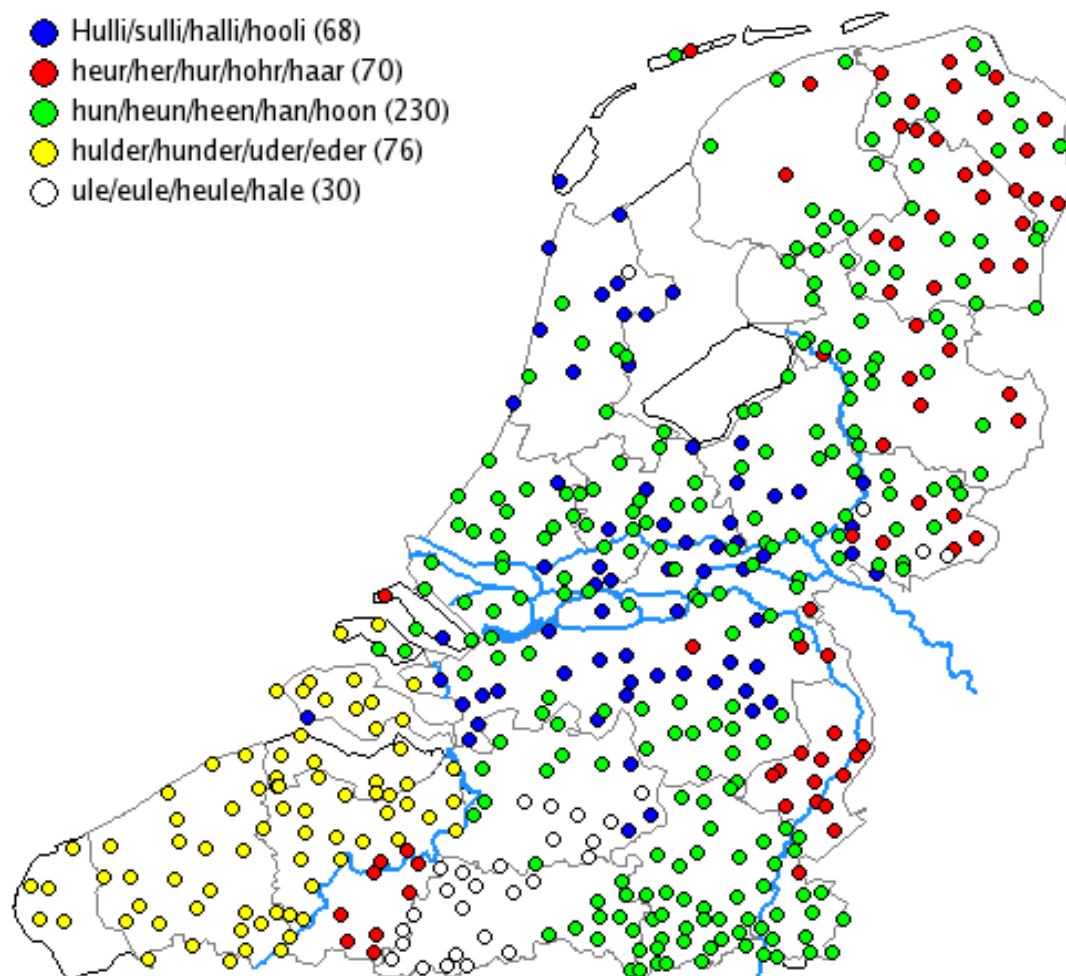 Hulli/sulli/halli/hooli (68)
heur/her/hur/hohr/haar (70)
hun/heun/heen/han/hoon (230)
hulder/hunder/uder/eder (76)
ule/eule/heule/hale (30)